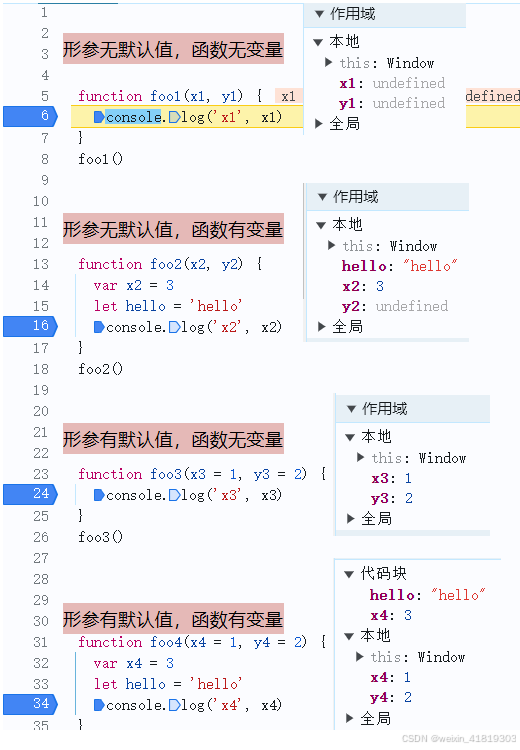 1
2
3 形参无默认值，函数无变量
4
5 function foo1(x1, y1) { x1 defined
6 console.log('x1', x1)
7 }
8 foo1()
9
10
11 形参无默认值，函数有变量
12
13 function foo2(x2, y2) {
14 var x2 = 3
15 let hello = 'hello'
16 console.log('x2', x2)
17 }
18 foo2()
19
20
21 形参有默认值，函数无变量
22
23 function foo3(x3 = 1, y3 = 2) {
24 console.log('x3', x3)
25 }
26 foo3()
27
28
29
30 形参有默认值，函数有变量
31 function foo4(x4 = 1, y4 = 2) {
32 var x4 = 3
33 let hello = 'hello'
34 console.log('x4', x4)
35 }
作用域
本地
this: Window
x1: undefined
y1: undefined
全局
作用域
本地
this: Window
hello: "hello"
x2: 3
y2: undefined
全局
作用域
本地
this: Window
x3: 1
y3: 2
全局
代码块
hello: "hello"
x4: 3
本地
this: Window
x4: 1
y4: 2
全局
CSDN @weixin_41819303